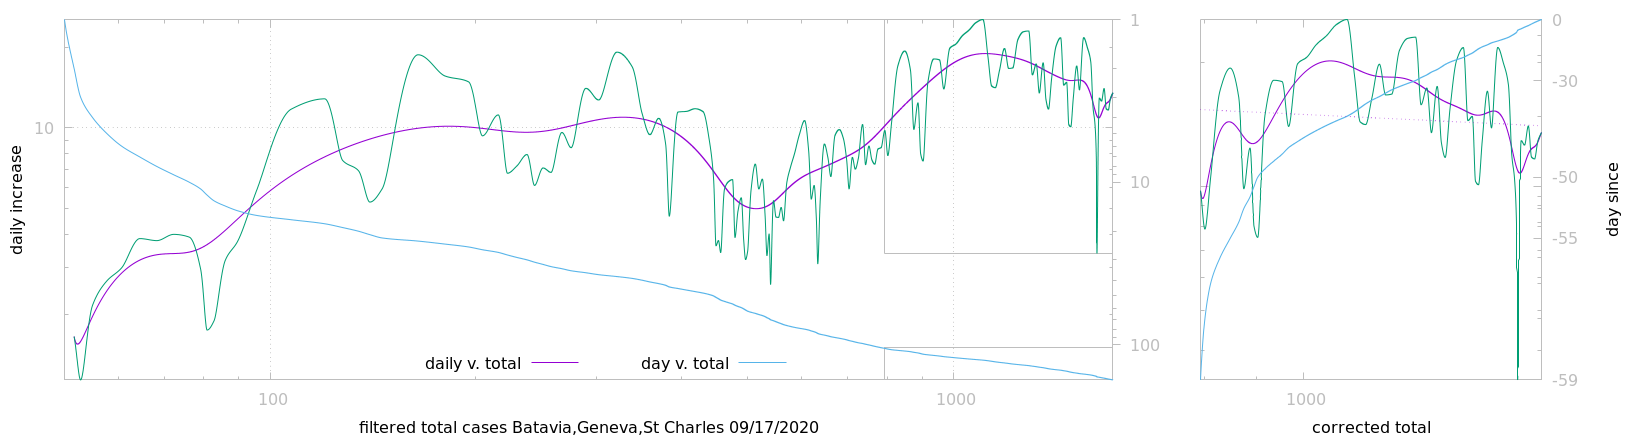 1
0
-30
10
10
-50
-55
daily increase
day since
daily v. total
day v. total
100
-59
100
1000
1000
filtered total cases Batavia,Geneva,St Charles 09/17/2020
corrected total